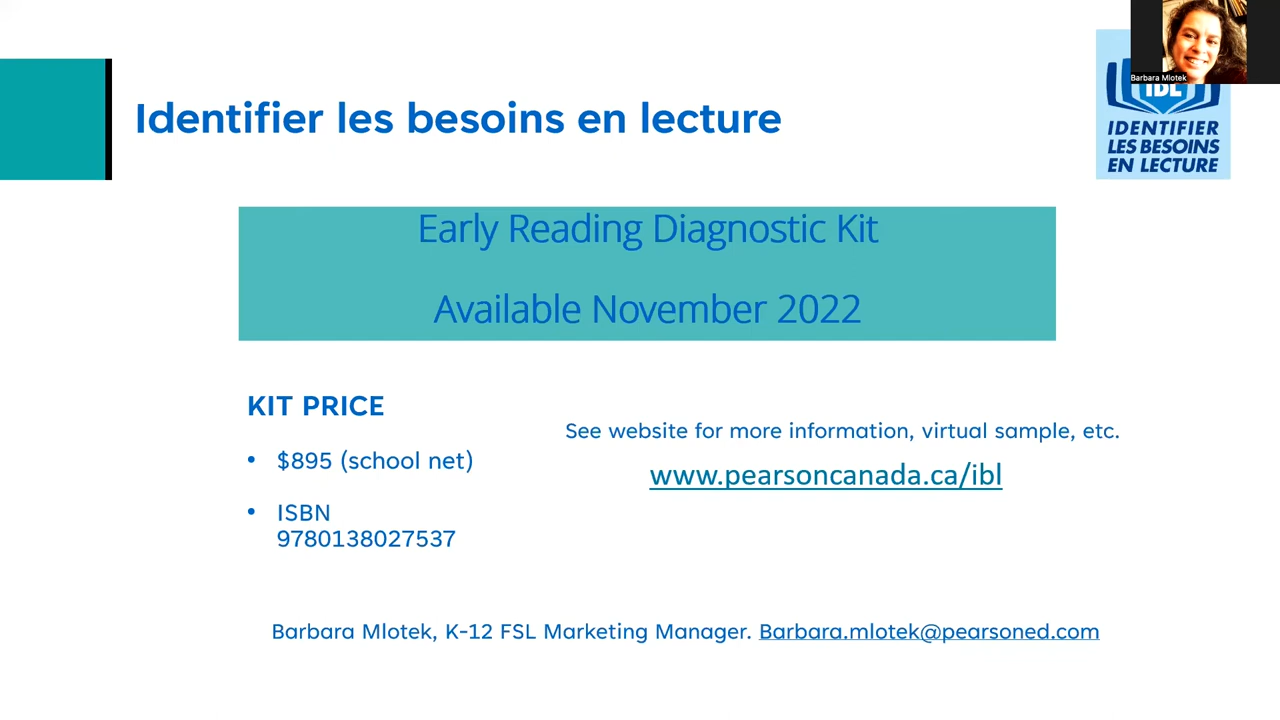 Barbara Mlotek
Identifier les besoins en lecture
IBL
IDENTIFIER
LES BESOINS
EN LECTURE
Early Reading Diagnostic Kit
Available November 2022
KIT PRICE
• $895 (school net)
• ISBN
9780138027537
See website for more information, virtual sample, etc.
www.pearsoncanada.ca/ibl
Barbara Mlotek, K-12 FSL Marketing Manager. Barbara.mlotek@pearsoned.com